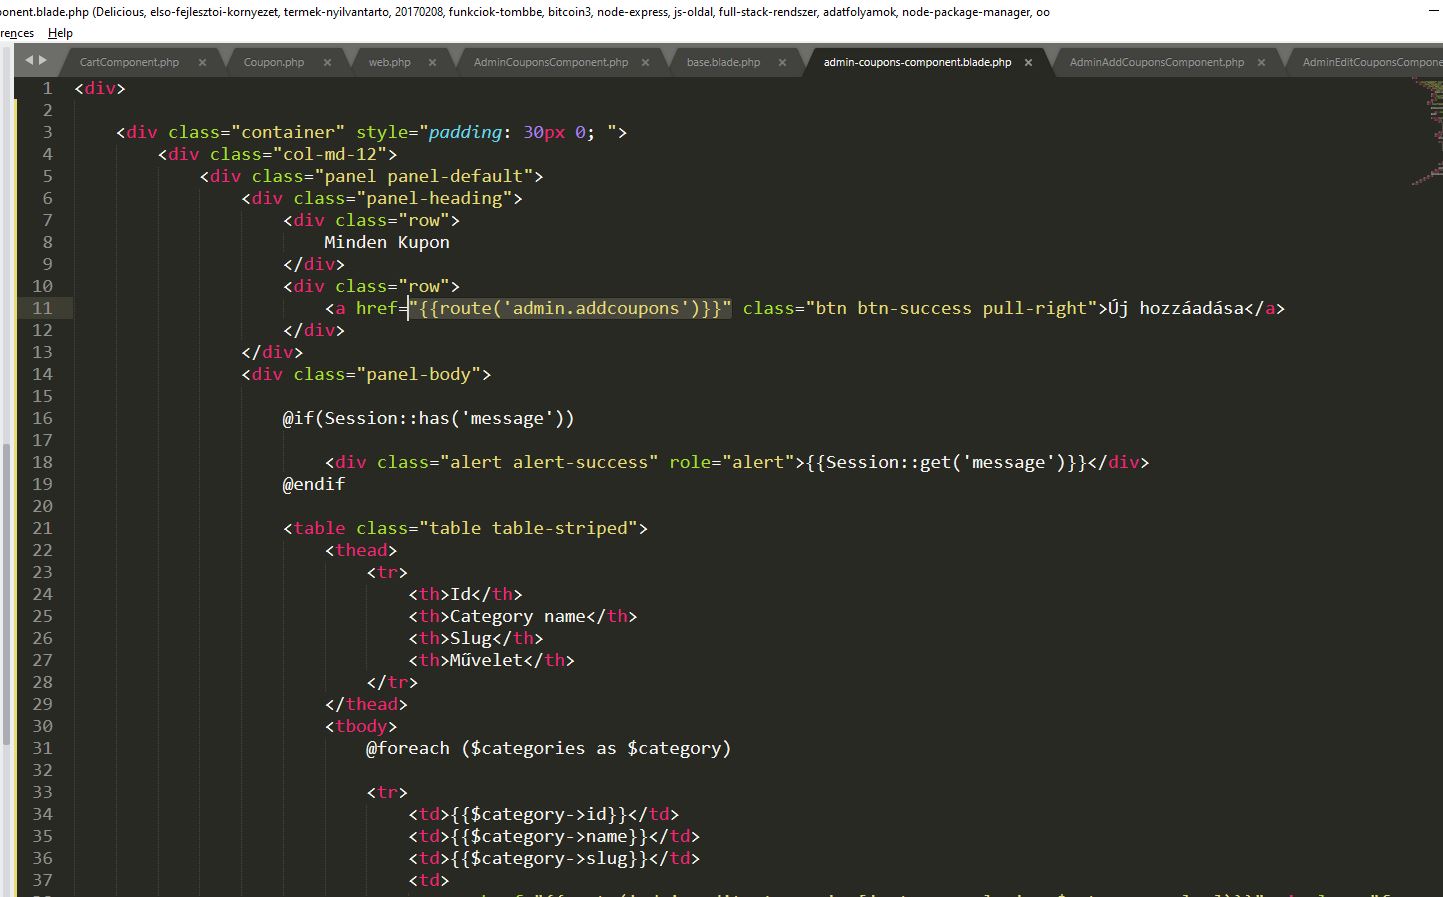 onent.blade.php (Delicious, elso-fejlesztoi-kornyezet, termek-nyilvantarto, 20170208, funkciok-tombbe, bitcoin3, node-express, js-oldal, full-stack-rendszer, adatfolyamok, node-package-manager, oo
rences Help
CartComponent.php Coupon.php web.php AdminCouponsComponent.php base.blade.php admin-coupons-component.blade.php AdminAddCouponsComponent.php AdminEditCouponsCompone
1 <div>
2
3 <div class="container" style="padding: 30px 0; ">
4 <div class="col-md-12">
5 <div class="panel panel-default">
6 <div class="panel-heading">
7 <div class="row">
8 Minden Kupon
9 </div>
10 <div class="row">
11 <a href="{{route('admin.addcoupons')}}" class="btn btn-success pull-right">Új hozzáadása</a>
12 </div>
13 </div>
14 <div class="panel-body">
15
16 @if(Session::has('message'))
17
18 <div class="alert alert-success" role="alert">{{Session::get('message')}}</div>
19 @endif
20
21 <table class="table table-striped">
22 <thead>
23 <tr>
24 <th>Id</th>
25 <th>Category name</th>
26 <th>Slug</th>
27 <th>Művelet</th>
28 </tr>
29 </thead>
30 <tbody>
31 @foreach ($categories as $category)
32
33 <tr>
34 <td>{{$category->id}}</td>
35 <td>{{$category->name}}</td>
36 <td>{{$category->slug}}</td>
37 <td>